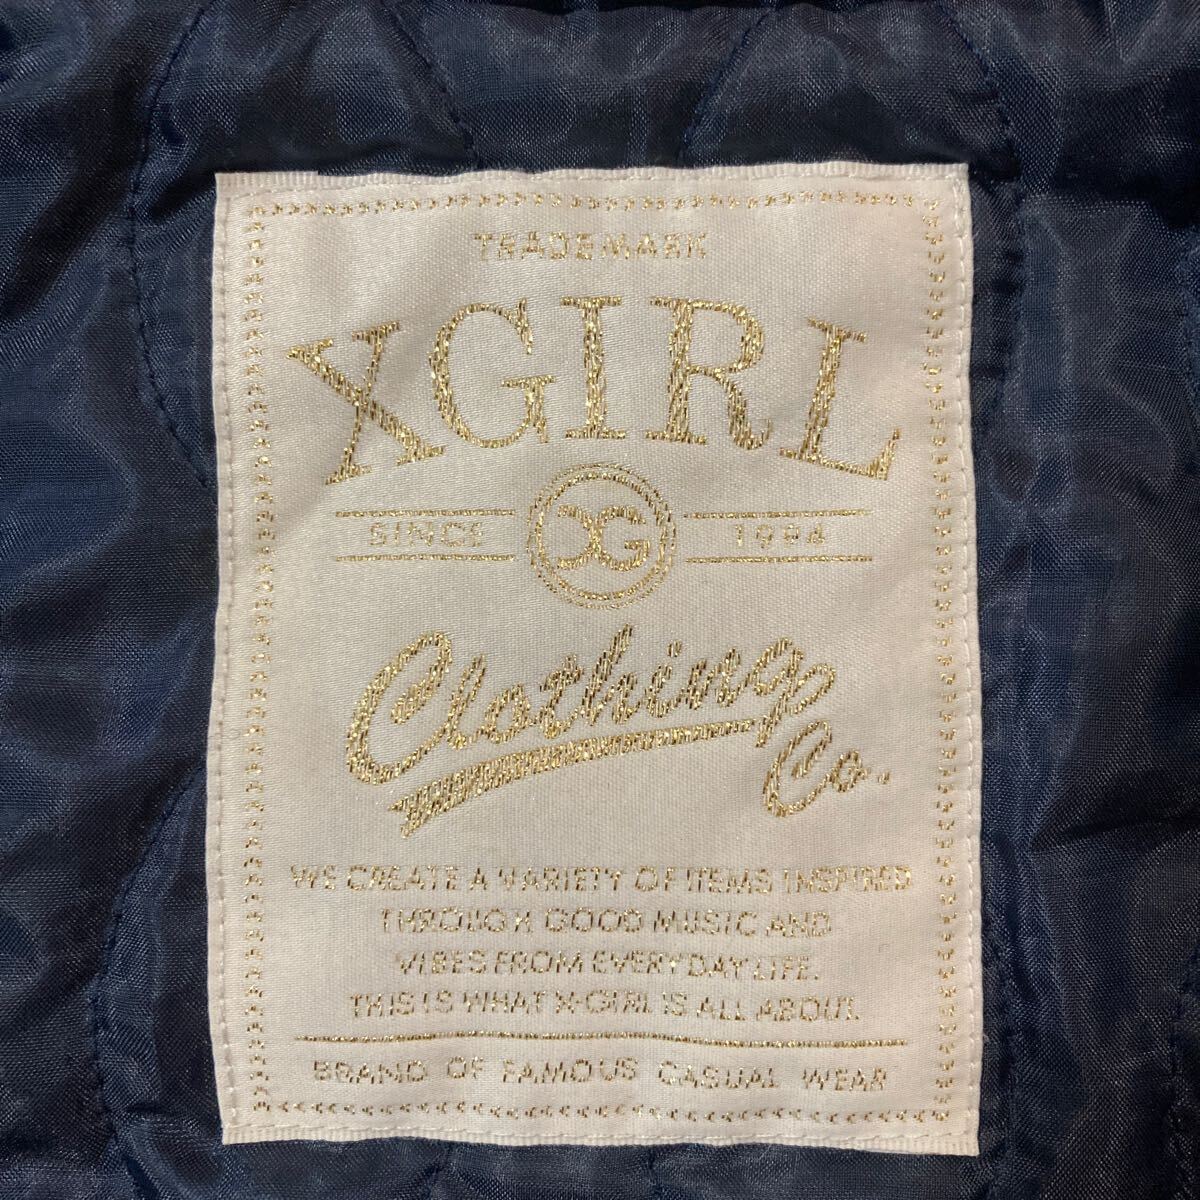 TRADEMARK
XGIRL
SINCE XG 1994
Clothing
Co.
WE CREATE A VARIETY OF ITEMS INSPIRED
THROUGH GOOD MUSIC AND
VIBES FROM EVERYDAY LIFE.
THIS IS WHAT X-GIRL IS ALL ABOUT.
BRAND OF FAMOUS CASUAL WEAR